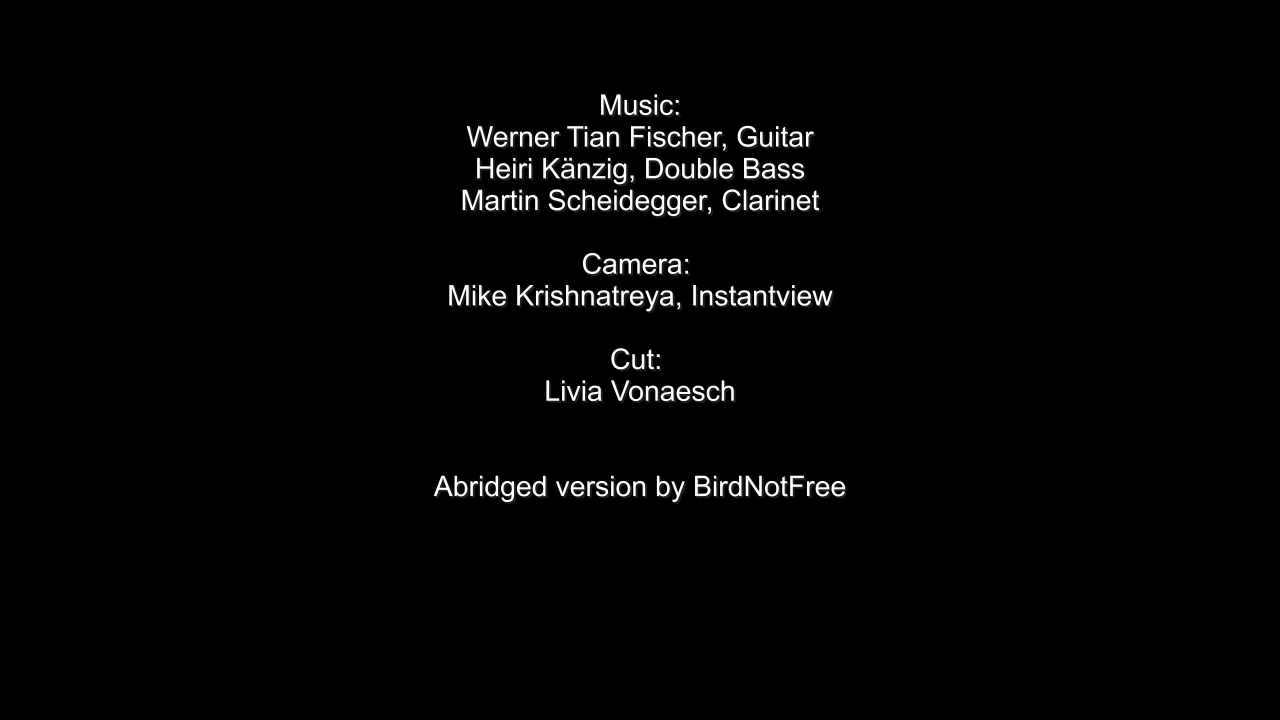 Music:
Werner Tian Fischer, Guitar
Heiri Känzig, Double Bass
Martin Scheidegger, Clarinet
Camera:
Mike Krishnatreya, Instantview
Cut:
Livia Vonaesch
Abridged version by BirdNotFree